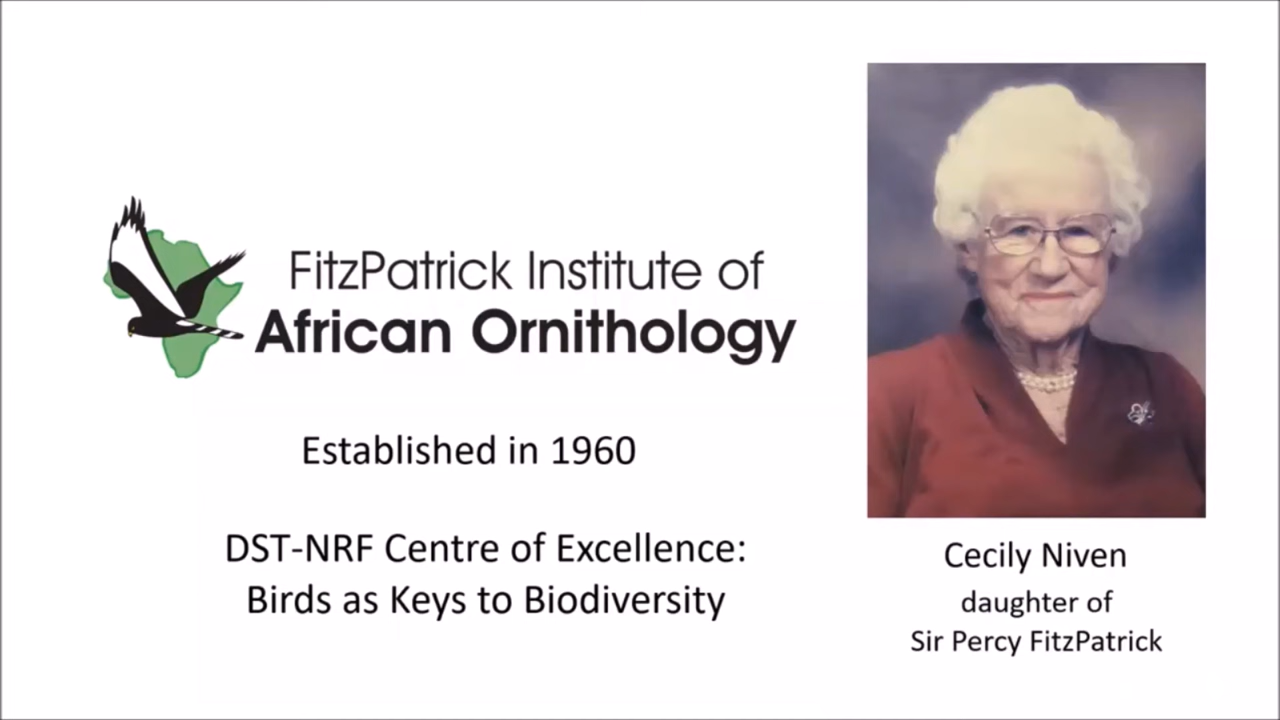 FitzPatrick Institute of
African Ornithology
Established in 1960
DST-NRF Centre of Excellence:
Birds as Keys to Biodiversity
Cecily Niven
daughter of
Sir Percy FitzPatrick